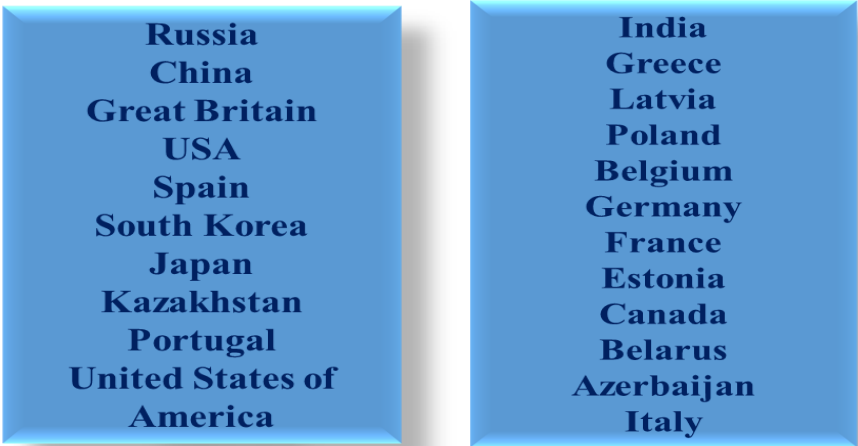 Russia
China
Great Britain
USA
Spain
South Korea
Japan
Kazakhstan
Portugal
United States of
America
India
Greece
Latvia
Poland
Belgium
Germany
France
Estonia
Canada
Belarus
Azerbaijan
Italy